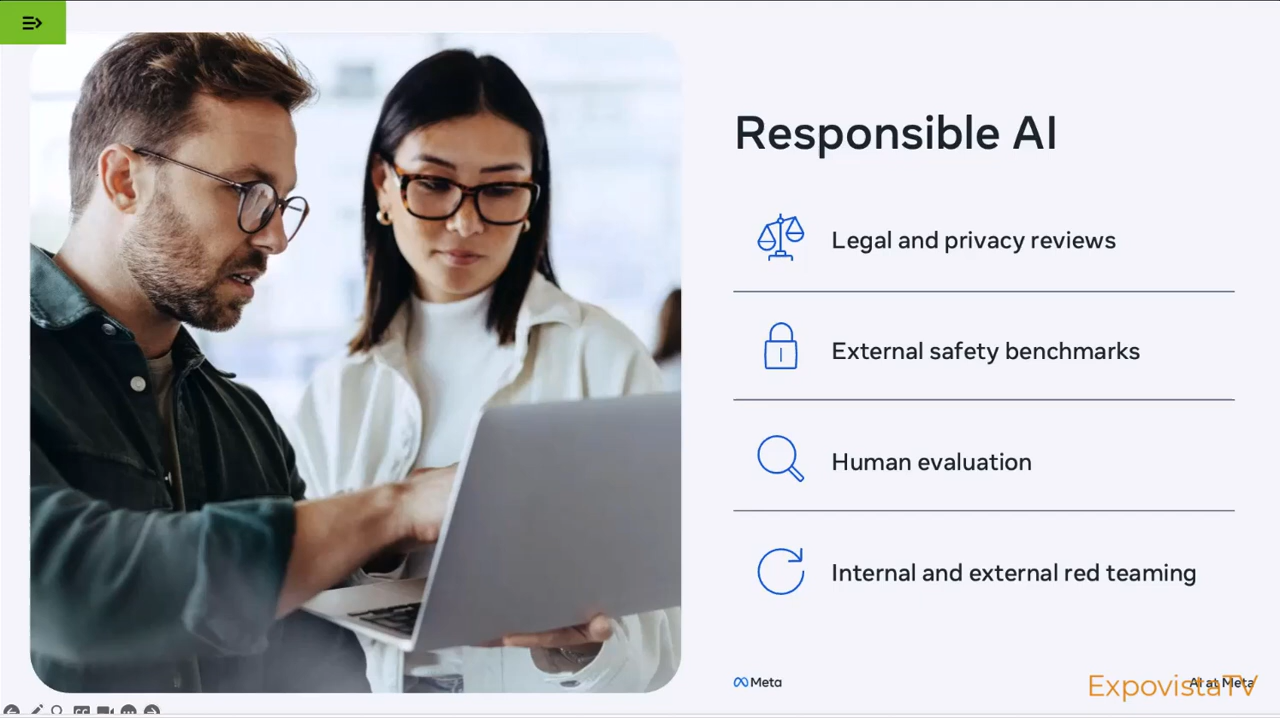 Responsible AI
Legal and privacy reviews
External safety benchmarks
Human evaluation
Internal and external red teaming
Meta
AI at Meta
ExpovistaTV